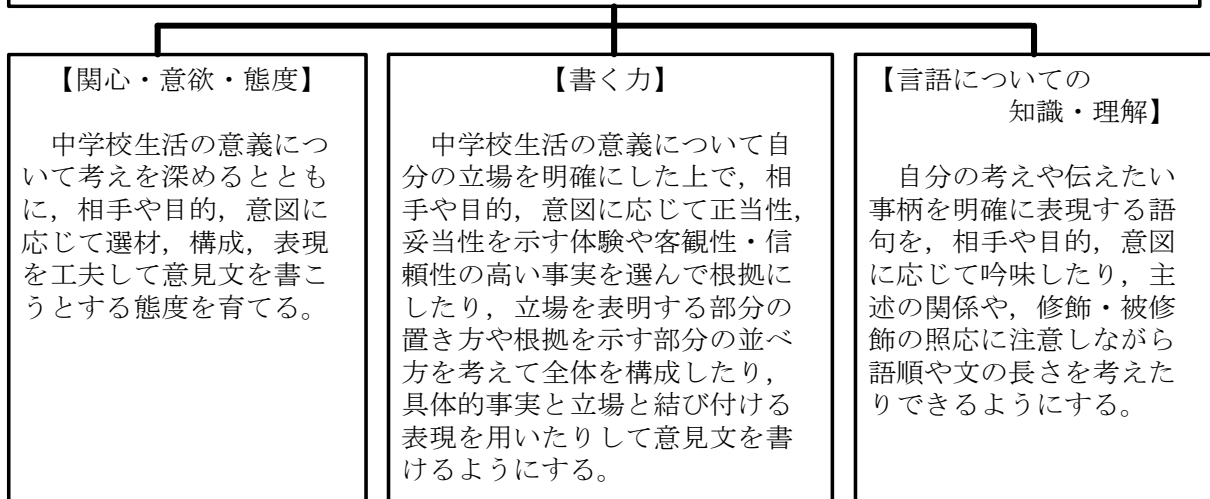 【関心・意欲・態度】
　中学校生活の意義につ
いて考えを深めるととも
に，相手や目的，意図に
応じて選材，構成，表現
を工夫して意見文を書こ
うとする態度を育てる。
【書く力】
　中学校生活の意義について自
分の立場を明確にした上で，相
手や目的，意図に応じて正当性，
妥当性を示す体験や客観性・信
頼性の高い事実を選んで根拠に
したり，立場を表明する部分の
置き方や根拠を示す部分の並べ
方を考えて全体を構成したり，
具体的事実と立場と結び付ける
表現を用いたりして意見文を書
けるようにする。
【言語についての
知識・理解】
　自分の考えや伝えたい
事柄を明確に表現する語
句を，相手や目的，意図
に応じて吟味したり，主
述の関係や，修飾・被修
飾の照応に注意しながら
語順や文の長さを考えた
りできるようにする。